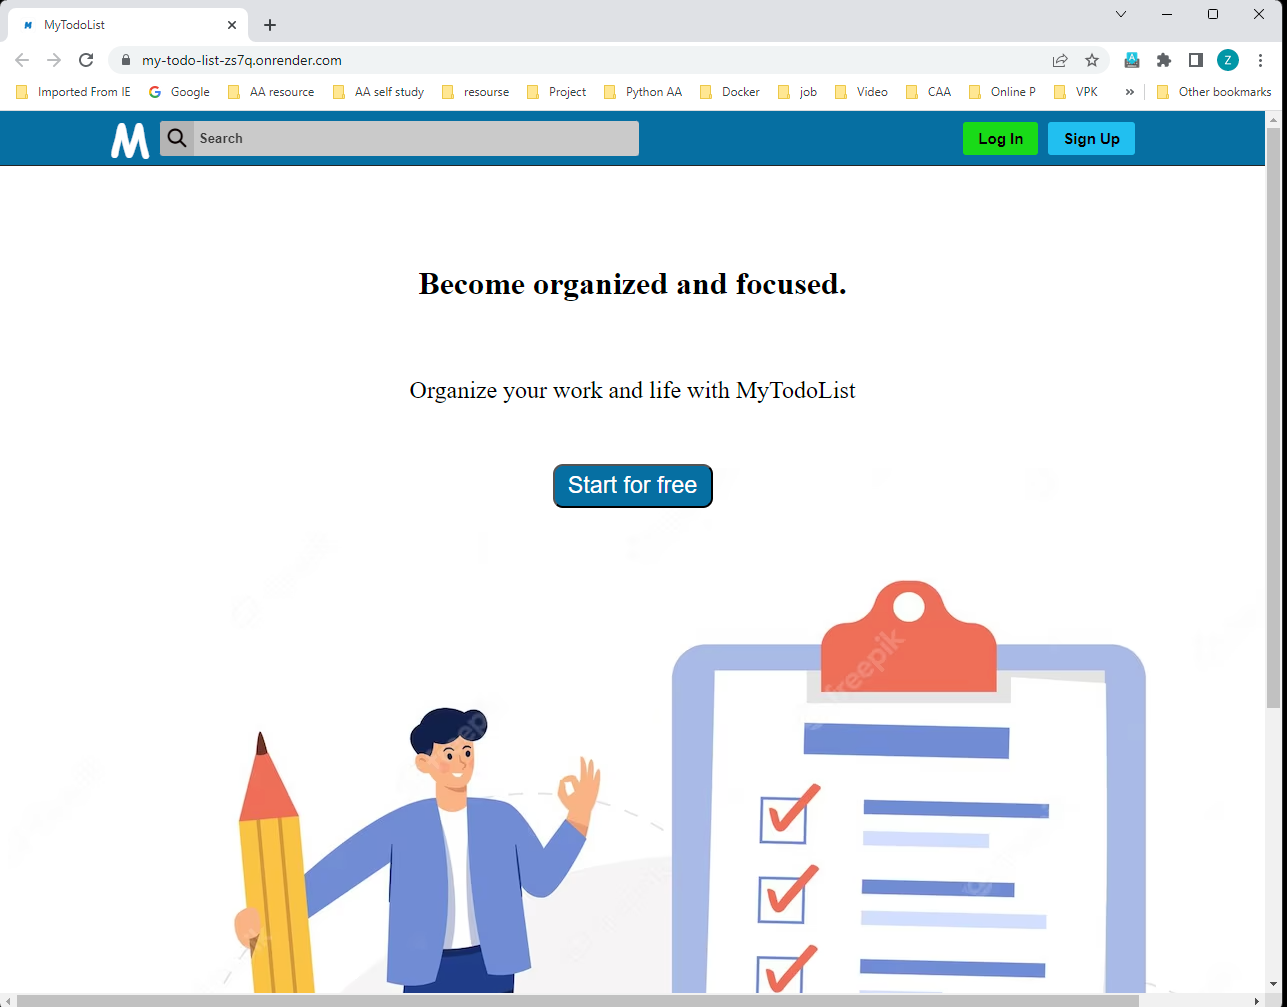 MyTodoList
my-todo-list-zs7q.onrender.com
Z
Imported From IE Google AA resource AA self study resourse Project Python AA Docker job Video CAA Online P VPK » Other bookmarks
M Search Log In Sign Up
Become organized and focused.
Organize your work and life with MyTodoList
Start for free
freepik